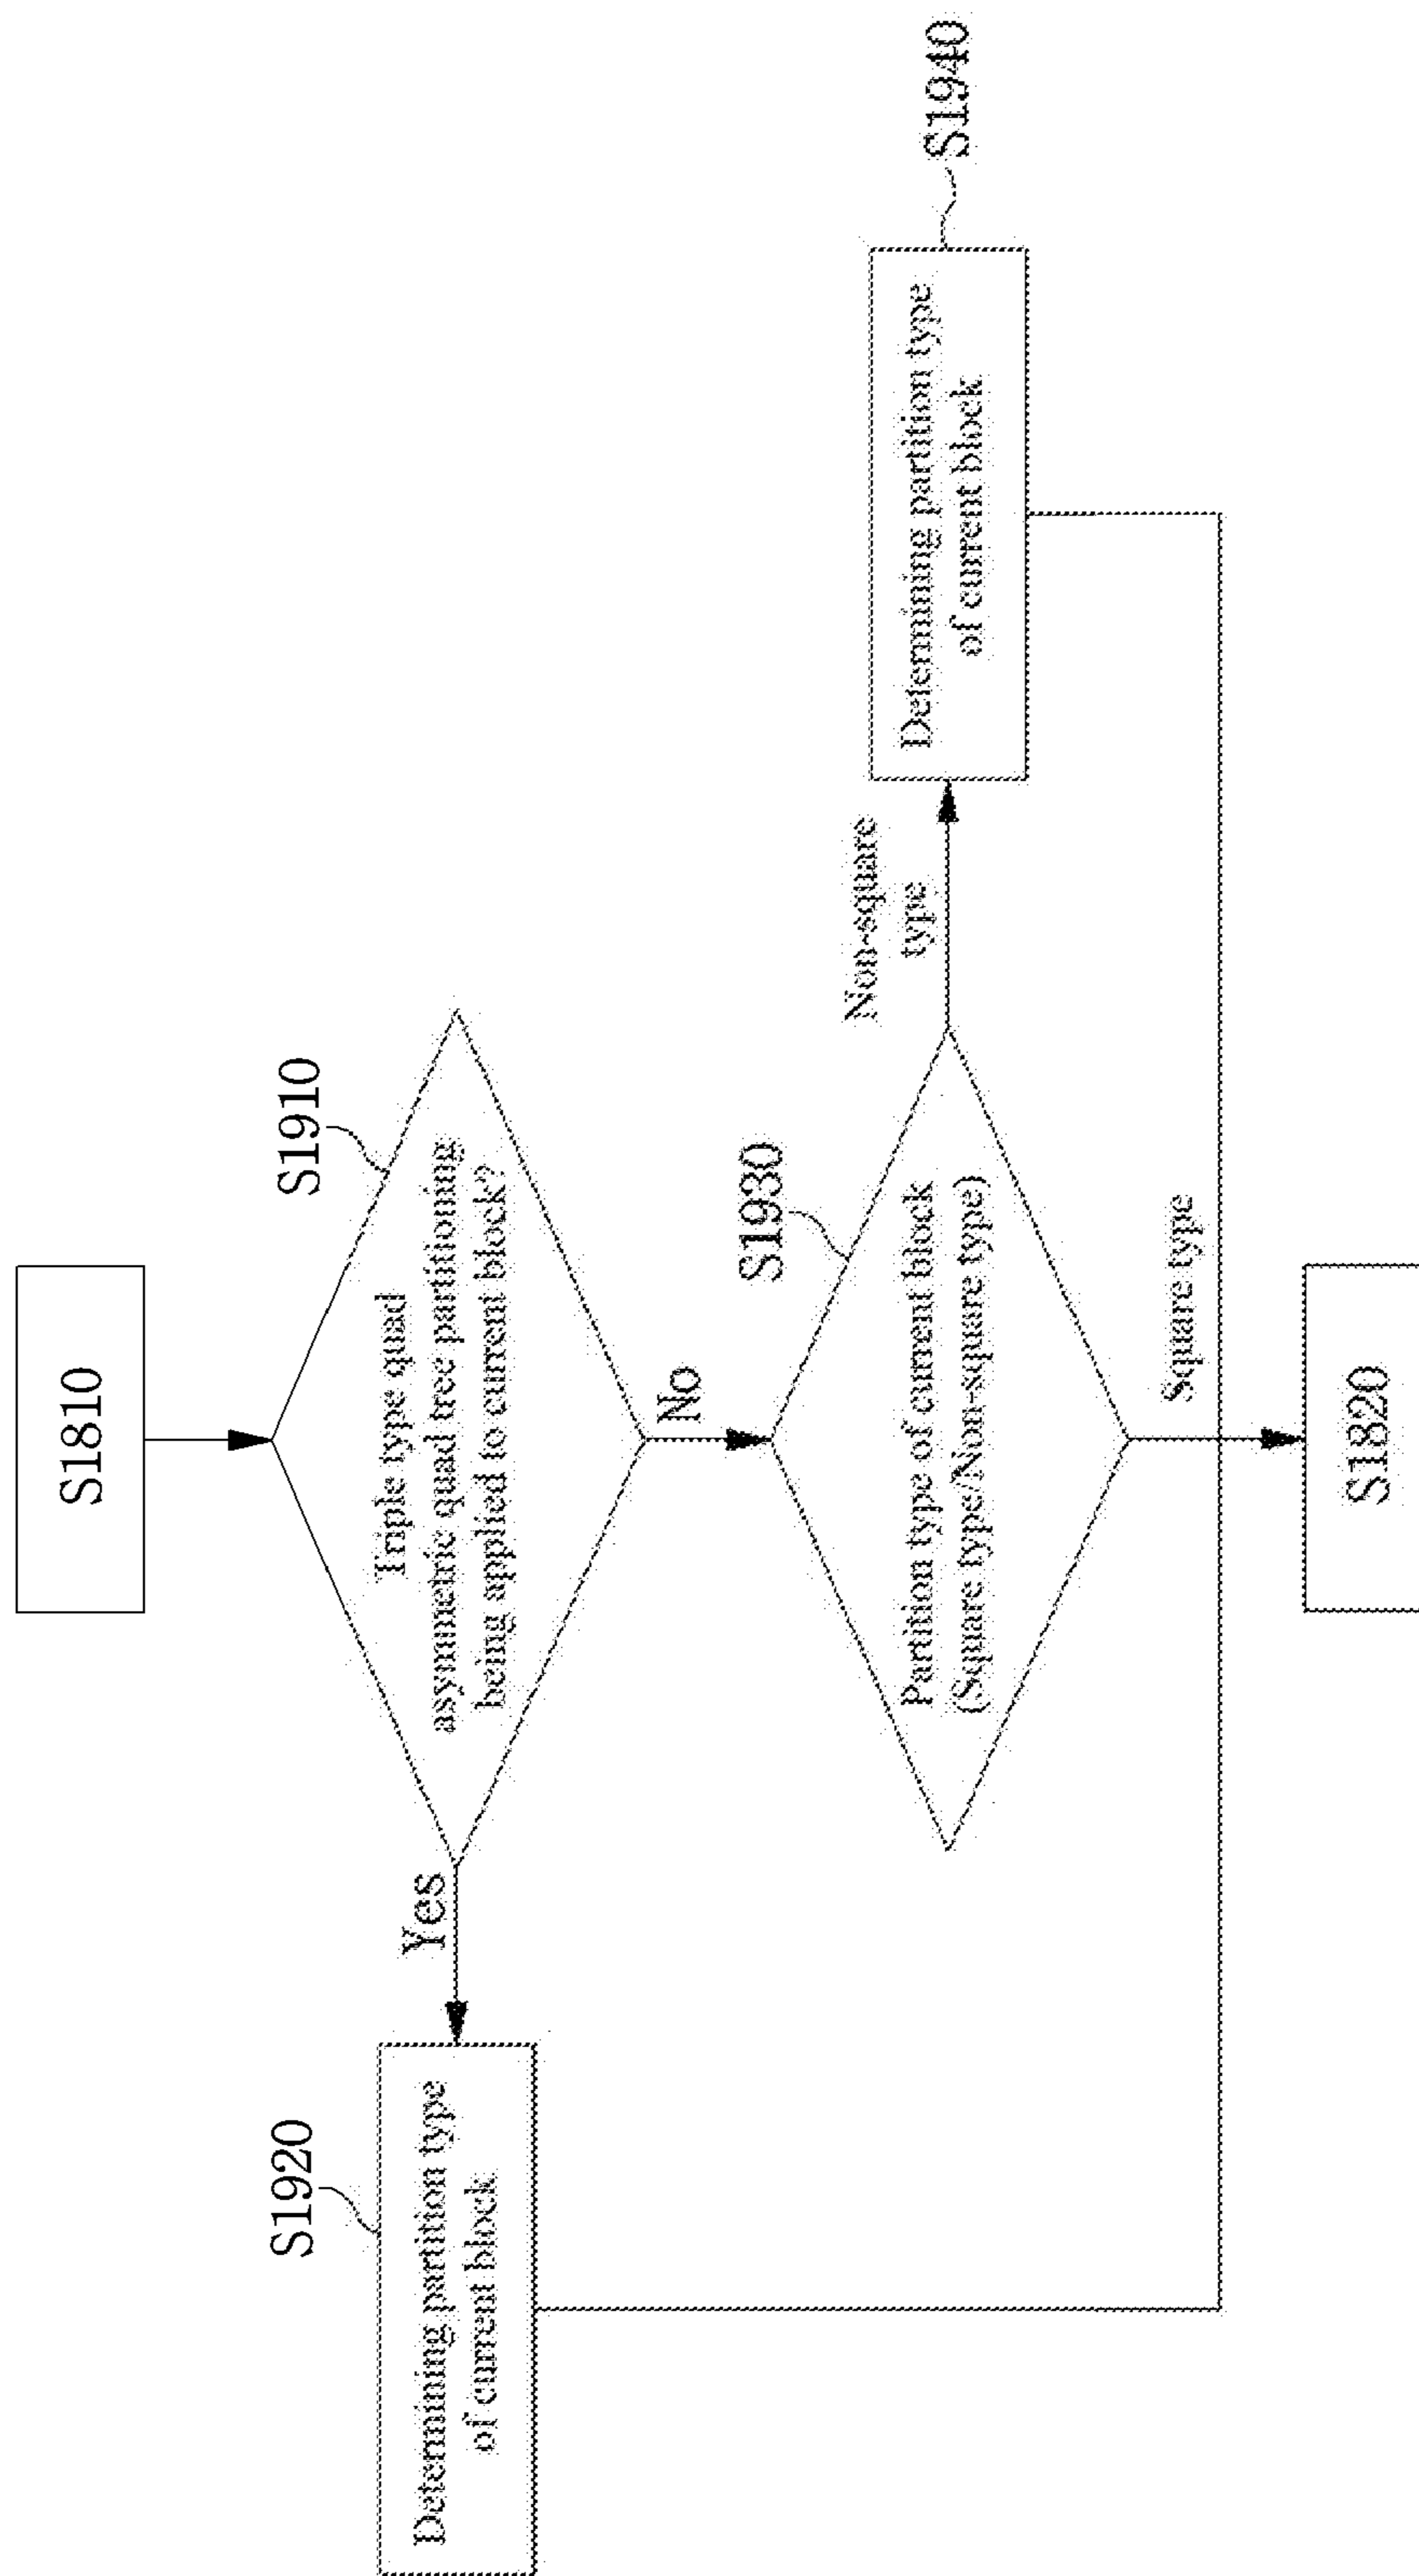 S1810
S1910
Triple type quad
asymmetric quad tree partitioning
being applied to current block?
Yes
No
S1920
Determining partition type
of current block
S1930
Partition type of current block
(Square type/Non-square type)
Non-square
type
S1940
Determining partition type
of current block
Square type
S1820